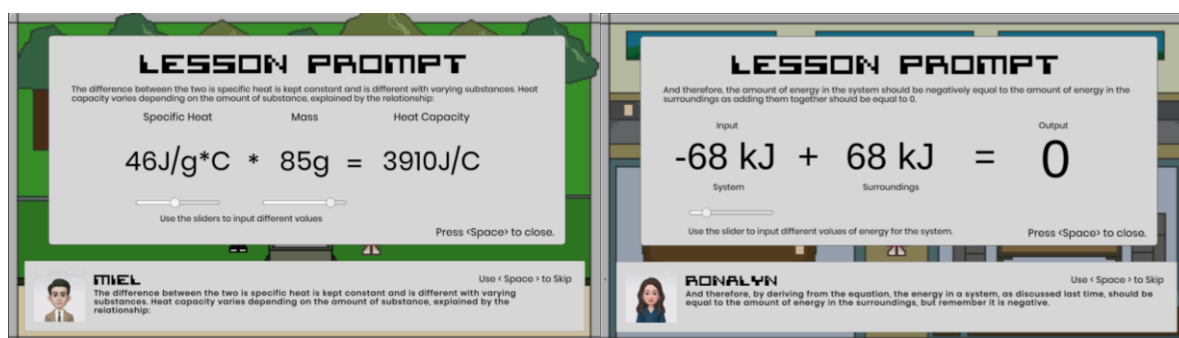 LESSON PROMPT
The difference between the two is specific heat is kept constant and is different with varying substances. Heat
capacity varies depending on the amount of substance, explained by the relationship:
Specific Heat Mass Heat Capacity
46J/g*C * 85g = 3910J/C
Use the sliders to input different values
Press <Space> to close.
MIEL
Use < Space > to Skip
The difference between the two is specific heat is kept constant and is different with varying
substances. Heat capacity varies depending on the amount of substance, explained by the
relationship:
LESSON PROMPT
And therefore, the amount of energy in the system should be negatively equal to the amount of energy in the
surroundings as adding them together should be equal to 0.
Input Output
-68 kJ + 68 kJ = 0
System Surroundings
Use the slider to input different values of energy for the system.
Press <Space> to close.
RONALYN
Use < Space > to Skip
And therefore, by deriving from the equation, the energy in a system, as discussed last time, should be
equal to the amount of energy in the surroundings, but remember it is negative.